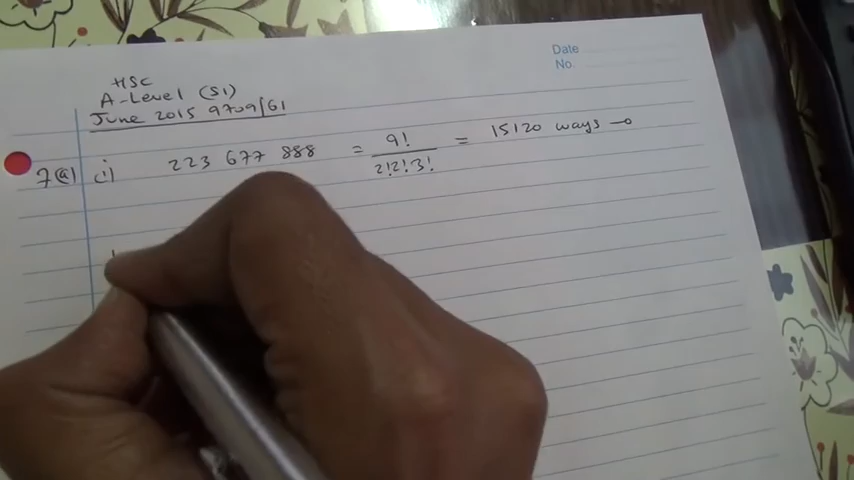 Date
No.
HSC
A-Level (S1)
June 2015 9709/61
7(a) (i) 223 677 888 = 9!/2!2!3! = 15120 ways